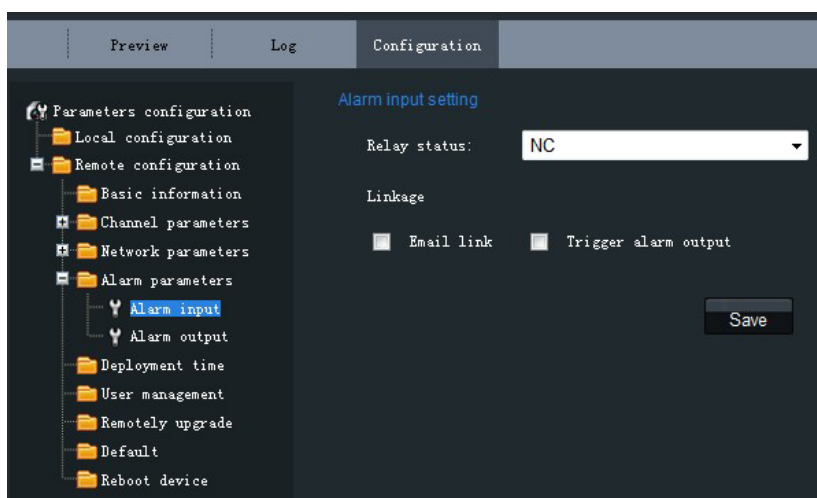 Preview Log Configuration
Parameters configuration
Local configuration
Remote configuration
Basic information
Channel parameters
Network parameters
Alarm parameters
Alarm input
Alarm output
Deployment time
User management
Remotely upgrade
Default
Reboot device
Alarm input setting
Relay status: NC
Linkage
Email link Trigger alarm output
Save